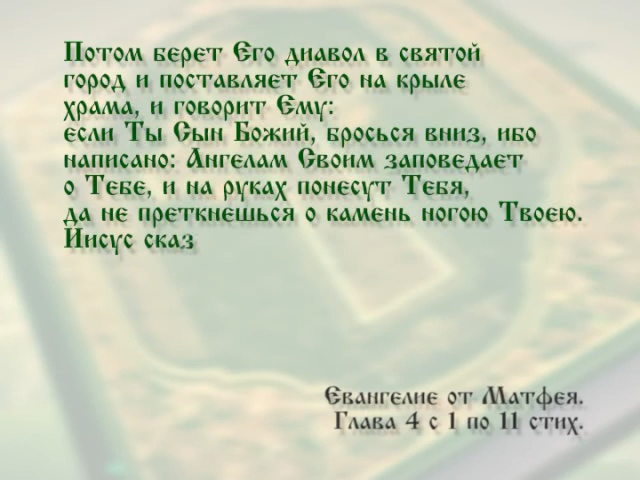 Потом берет Его диавол в святой
город и поставляет Его на крыле
храма, и говорит Ему:
если Ты Сын Божий, бросься вниз, ибо
написано: Ангелам Своим заповедает
о Тебе, и на руках понесут Тебя,
да не преткнешься о камень ногою Твоею.
Иисус сказ
Евангелие от Матфея.
Глава 4 с 1 по 11 стих.